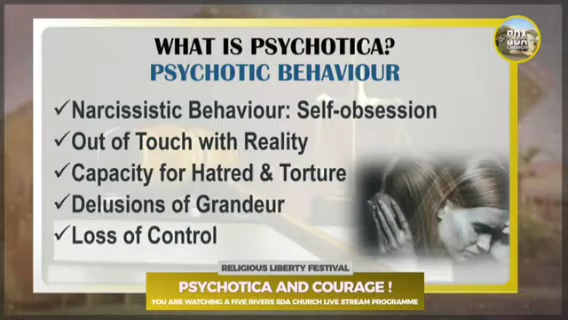 WHAT IS PSYCHOTICA?
PSYCHOTIC BEHAVIOUR
✓Narcissistic Behaviour: Self-obsession
✓Out of Touch with Reality
✓Capacity for Hatred & Torture
✓Delusions of Grandeur
✓Loss of Control
RELIGIOUS LIBERTY FESTIVAL
PSYCHOTICA AND COURAGE !
YOU ARE WATCHING A FIVE RIVERS SDA CHURCH LIVE STREAM PROGRAMME